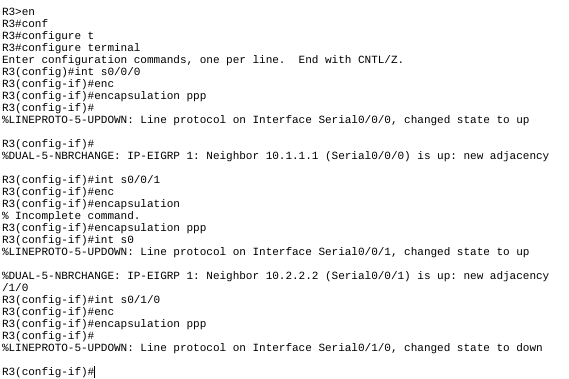 R3>en
R3#conf
R3#configure t
R3#configure terminal
Enter configuration commands, one per line.  End with CNTL/Z.
R3(config)#int s0/0/0
R3(config-if)#enc
R3(config-if)#encapsulation ppp
R3(config-if)#
%LINEPROTO-5-UPDOWN: Line protocol on Interface Serial0/0/0, changed state to up
R3(config-if)#
%DUAL-5-NBRCHANGE: IP-EIGRP 1: Neighbor 10.1.1.1 (Serial0/0/0) is up: new adjacency
R3(config-if)#int s0/0/1
R3(config-if)#enc
R3(config-if)#encapsulation
% Incomplete command.
R3(config-if)#encapsulation ppp
R3(config-if)#int s0
%LINEPROTO-5-UPDOWN: Line protocol on Interface Serial0/0/1, changed state to up
%DUAL-5-NBRCHANGE: IP-EIGRP 1: Neighbor 10.2.2.2 (Serial0/0/1) is up: new adjacency
/1/0
R3(config-if)#int s0/1/0
R3(config-if)#enc
R3(config-if)#encapsulation ppp
R3(config-if)#
%LINEPROTO-5-UPDOWN: Line protocol on Interface Serial0/1/0, changed state to down
R3(config-if)#